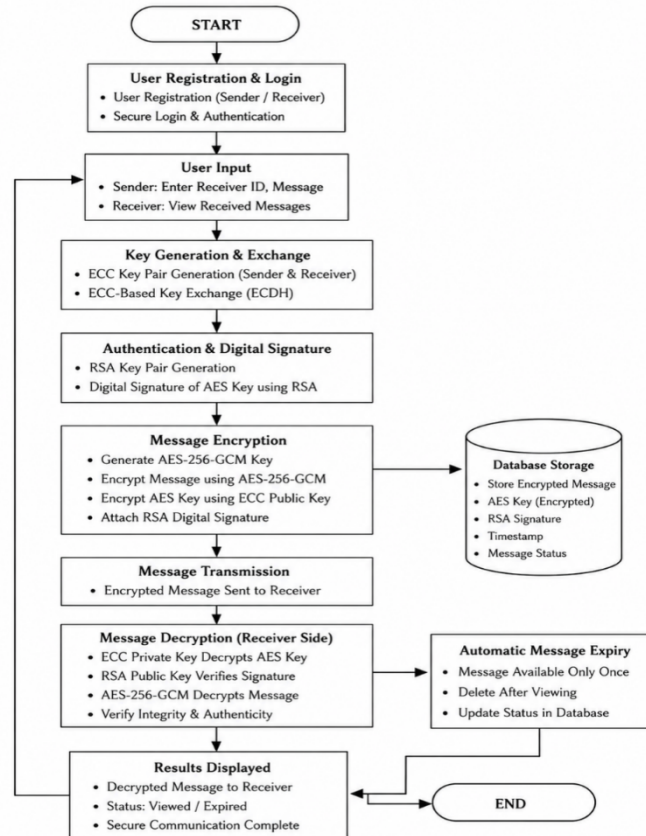 START
User Registration & Login
• User Registration (Sender / Receiver)
• Secure Login & Authentication
User Input
• Sender: Enter Receiver ID, Message
• Receiver: View Received Messages
Key Generation & Exchange
• ECC Key Pair Generation (Sender & Receiver)
• ECC-Based Key Exchange (ECDH)
Authentication & Digital Signature
• RSA Key Pair Generation
• Digital Signature of AES Key using RSA
Message Encryption
• Generate AES-256-GCM Key
• Encrypt Message using AES-256-GCM
• Encrypt AES Key using ECC Public Key
• Attach RSA Digital Signature
Database Storage
• Store Encrypted Message
• AES Key (Encrypted)
• RSA Signature
• Timestamp
• Message Status
Message Transmission
• Encrypted Message Sent to Receiver
Message Decryption (Receiver Side)
• ECC Private Key Decrypts AES Key
• RSA Public Key Verifies Signature
• AES-256-GCM Decrypts Message
• Verify Integrity & Authenticity
Automatic Message Expiry
• Message Available Only Once
• Delete After Viewing
• Update Status in Database
Results Displayed
• Decrypted Message to Receiver
• Status: Viewed / Expired
• Secure Communication Complete
END